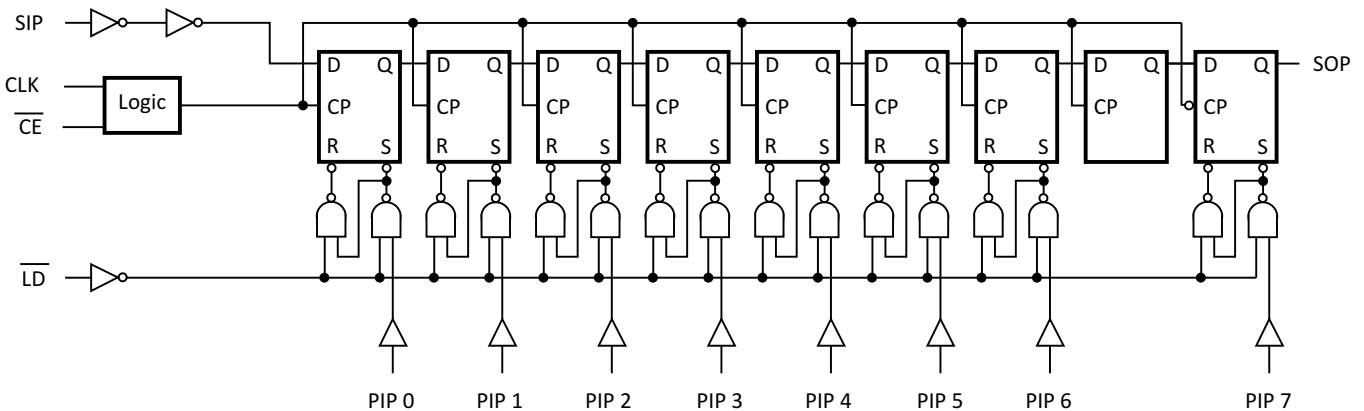 SIP
D Q D Q D Q D Q D Q D Q D Q D Q D Q SOP
CLK
Logic
CP CP CP CP CP CP CP CP CP
CE
R S R S R S R S R S R S R S R S
LD
PIP 0 PIP 1 PIP 2 PIP 3 PIP 4 PIP 5 PIP 6 PIP 7